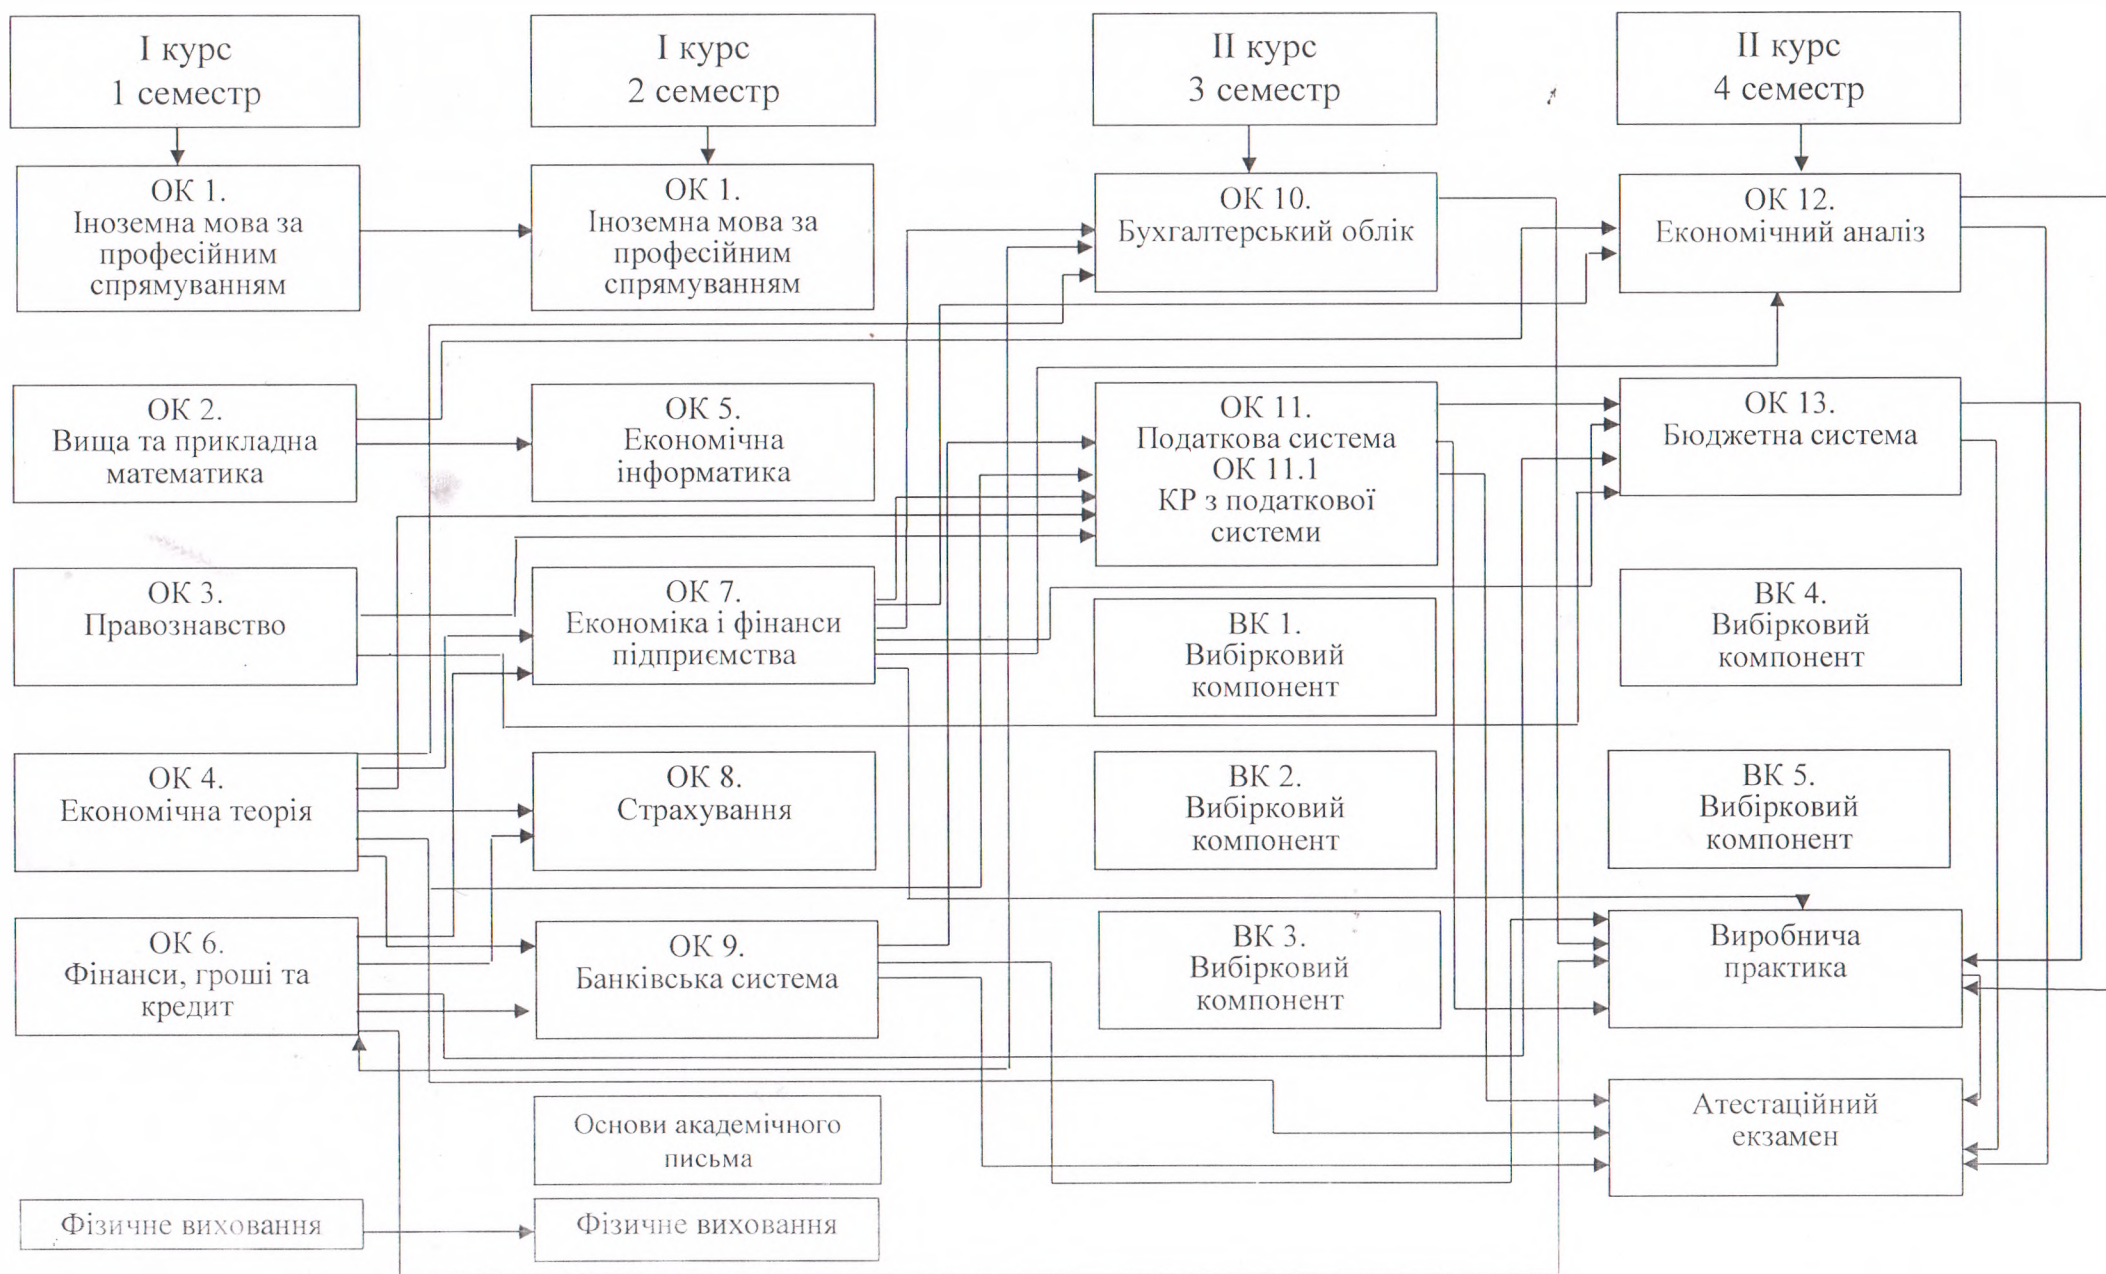 І курс
1 семестр
І курс
2 семестр
ІІ курс
3 семестр
ІІ курс
4 семестр
ОК 1.
Іноземна мова за
професійним
спрямуванням
ОК 1.
Іноземна мова за
професійним
спрямуванням
ОК 10.
Бухгалтерський облік
ОК 12.
Економічний аналіз
ОК 2.
Вища та прикладна
математика
ОК 5.
Економічна
інформатика
ОК 11.
Податкова система
ОК 11.1
КР з податкової
системи
ОК 13.
Бюджетна система
ОК 3.
Правознавство
ОК 7.
Економіка і фінанси
підприємства
ВК 1.
Вибірковий
компонент
ВК 4.
Вибірковий
компонент
ОК 4.
Економічна теорія
ОК 8.
Страхування
ВК 2.
Вибірковий
компонент
ВК 5.
Вибірковий
компонент
ОК 6.
Фінанси, гроші та
кредит
ОК 9.
Банківська система
ВК 3.
Вибірковий
компонент
Виробнича
практика
Основи академічного
письма
Атестаційний
екзамен
Фізичне виховання
Фізичне виховання